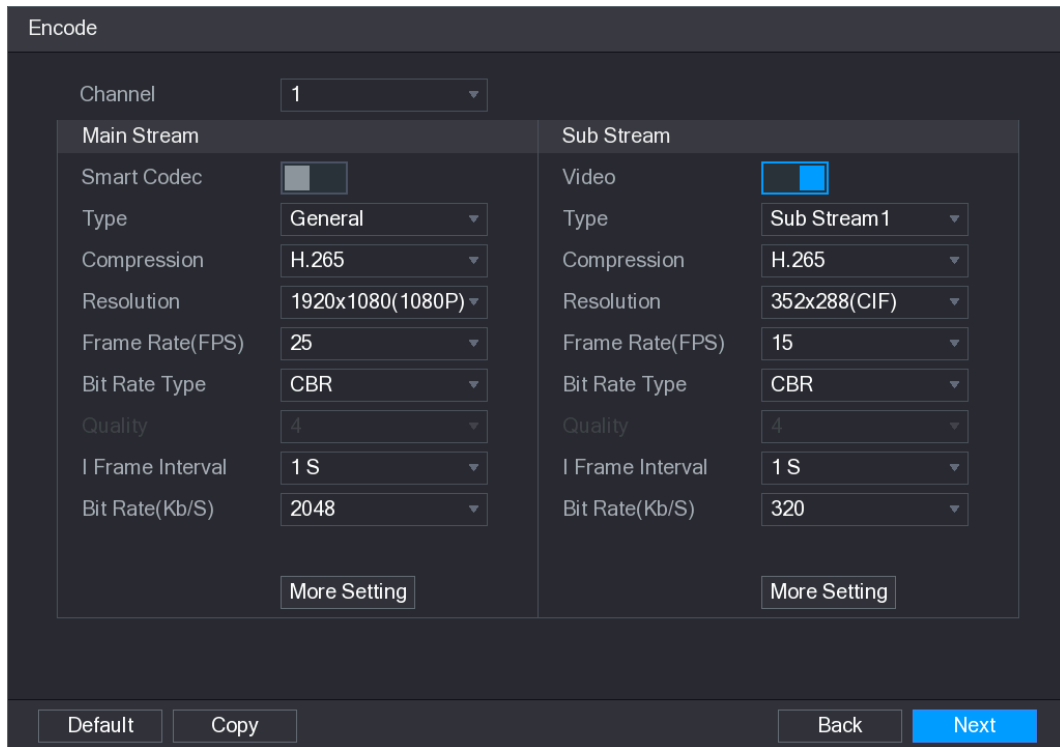 Encode
Channel 1
Main Stream Sub Stream
Smart Codec Video
Type General Type Sub Stream1
Compression H.265 Compression H.265
Resolution 1920x1080(1080P) Resolution 352x288(CIF)
Frame Rate(FPS) 25 Frame Rate(FPS) 15
Bit Rate Type CBR Bit Rate Type CBR
Quality 4 Quality 4
I Frame Interval 1 S I Frame Interval 1 S
Bit Rate(Kb/S) 2048 Bit Rate(Kb/S) 320
More Setting More Setting
Default Copy Back Next